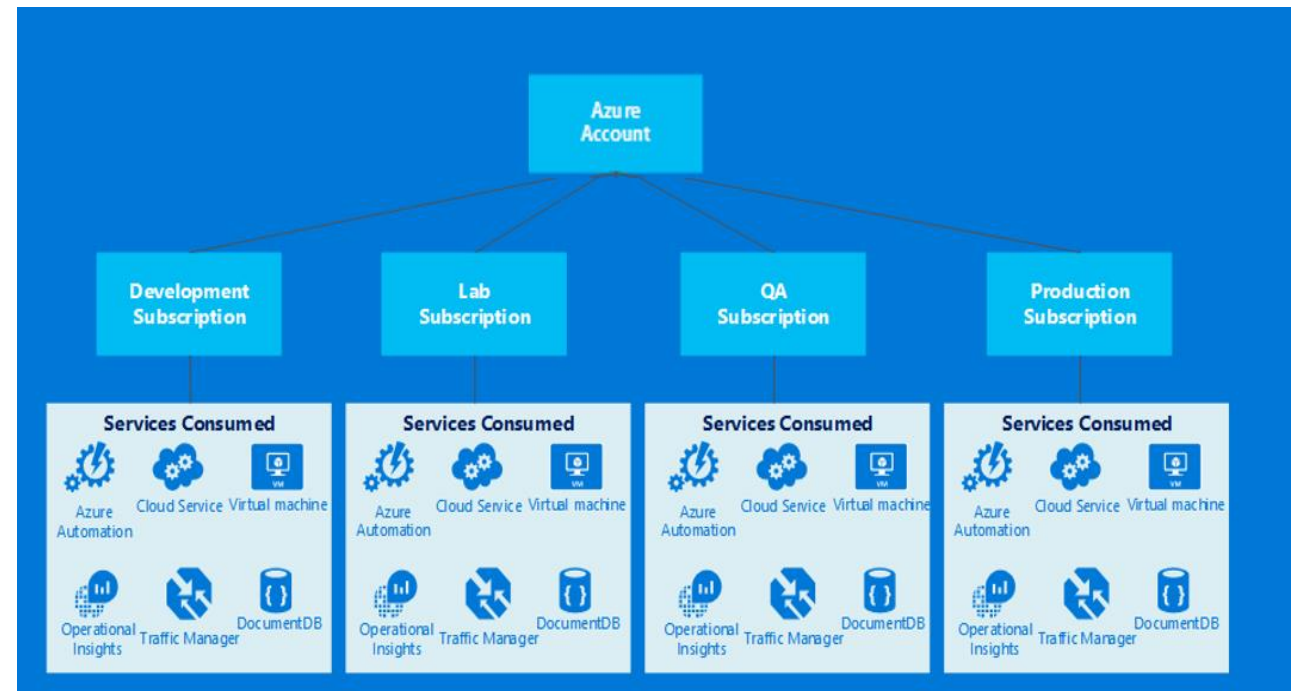 Azure
Account
Development
Subscription
Lab
Subscription
QA
Subscription
Production
Subscription
Services Consumed
Azure
Automation
Cloud Service
Virtual machine
VM
Operational
Insights
Traffic Manager
DocumentDB
Services Consumed
Azure
Automation
Cloud Service
Virtual machine
VM
Operational
Insights
Traffic Manager
DocumentDB
Services Consumed
Azure
Automation
Cloud Service
Virtual machine
VM
Operational
Insights
Traffic Manager
DocumentDB
Services Consumed
Azure
Automation
Cloud Service
Virtual machine
VM
Operational
Insights
Traffic Manager
DocumentDB